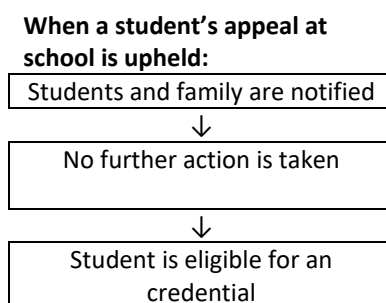 When a student’s appeal at
school is upheld:
Students and family are notified
↓
No further action is taken
↓
Student is eligible for an
credential